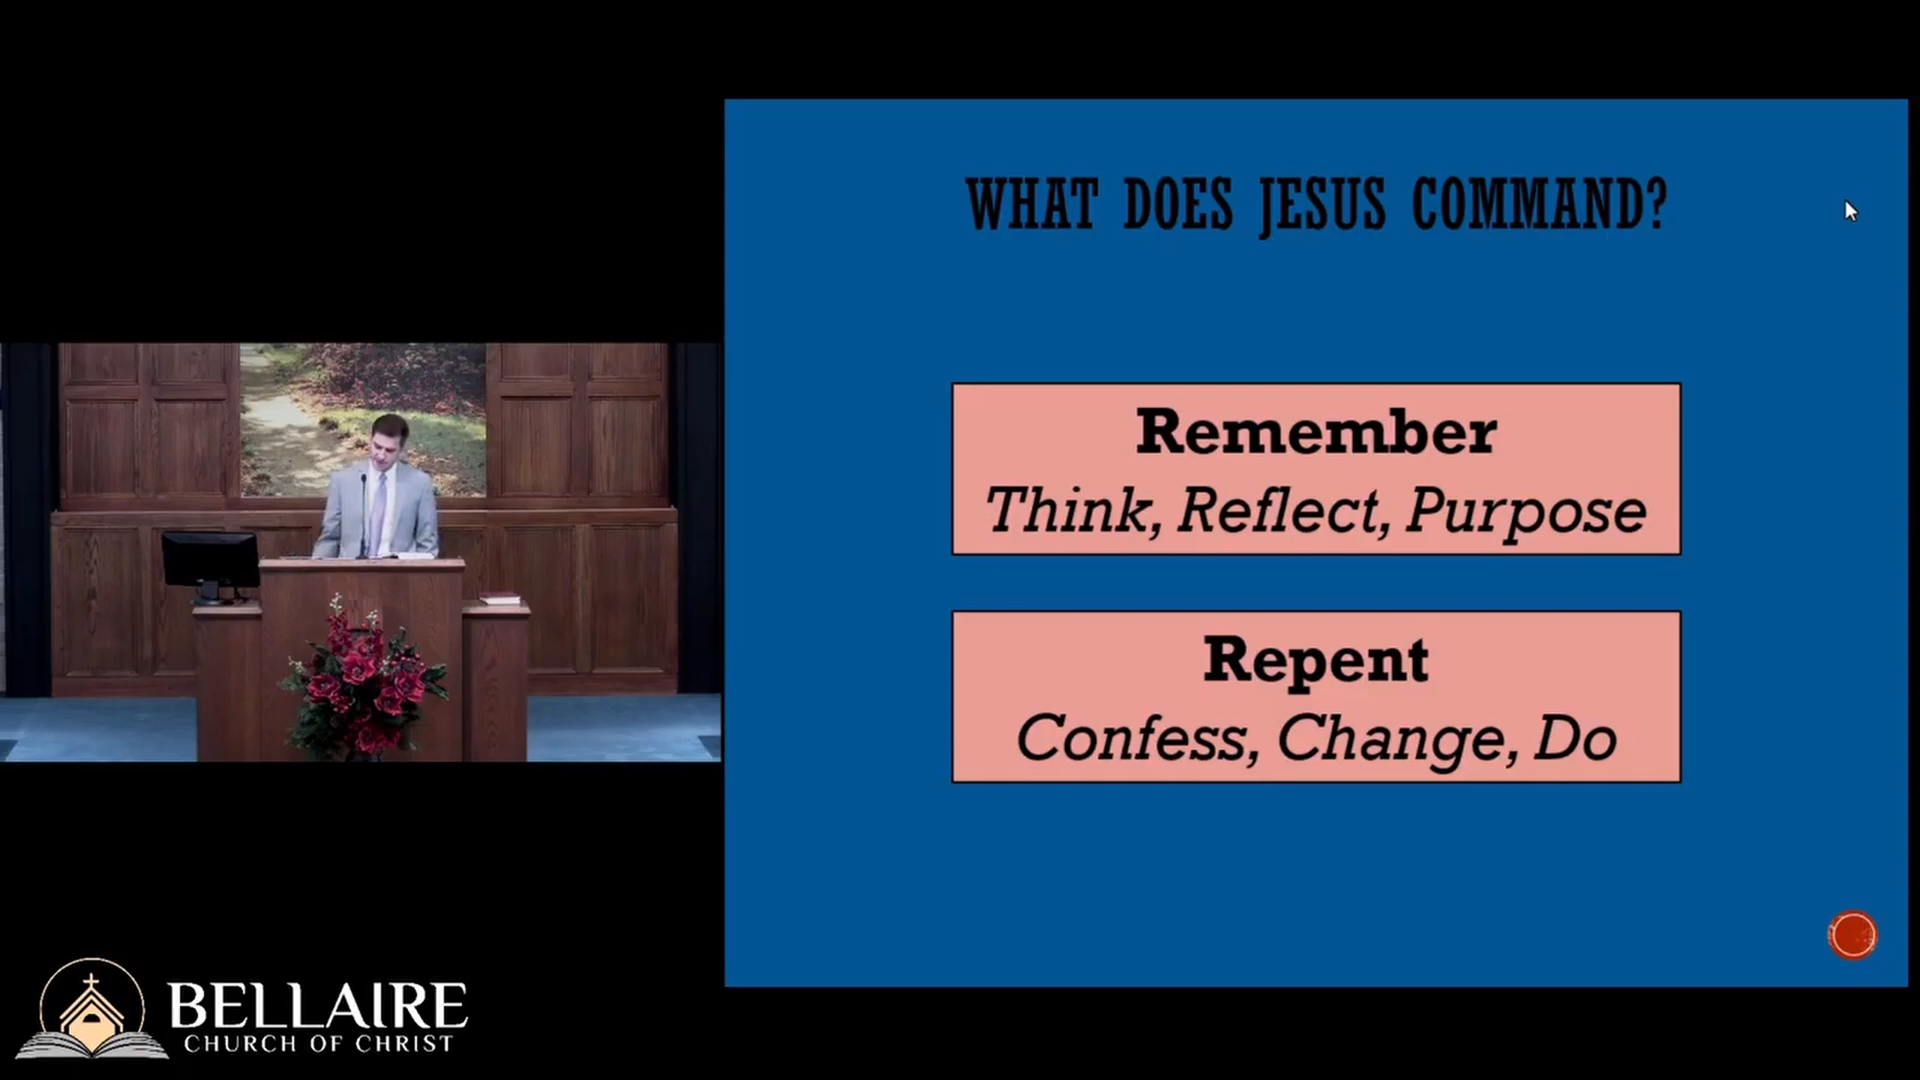 WHAT DOES JESUS COMMAND?
Remember
Think, Reflect, Purpose
Repent
Confess, Change, Do
BELLAIRE
CHURCH OF CHRIST